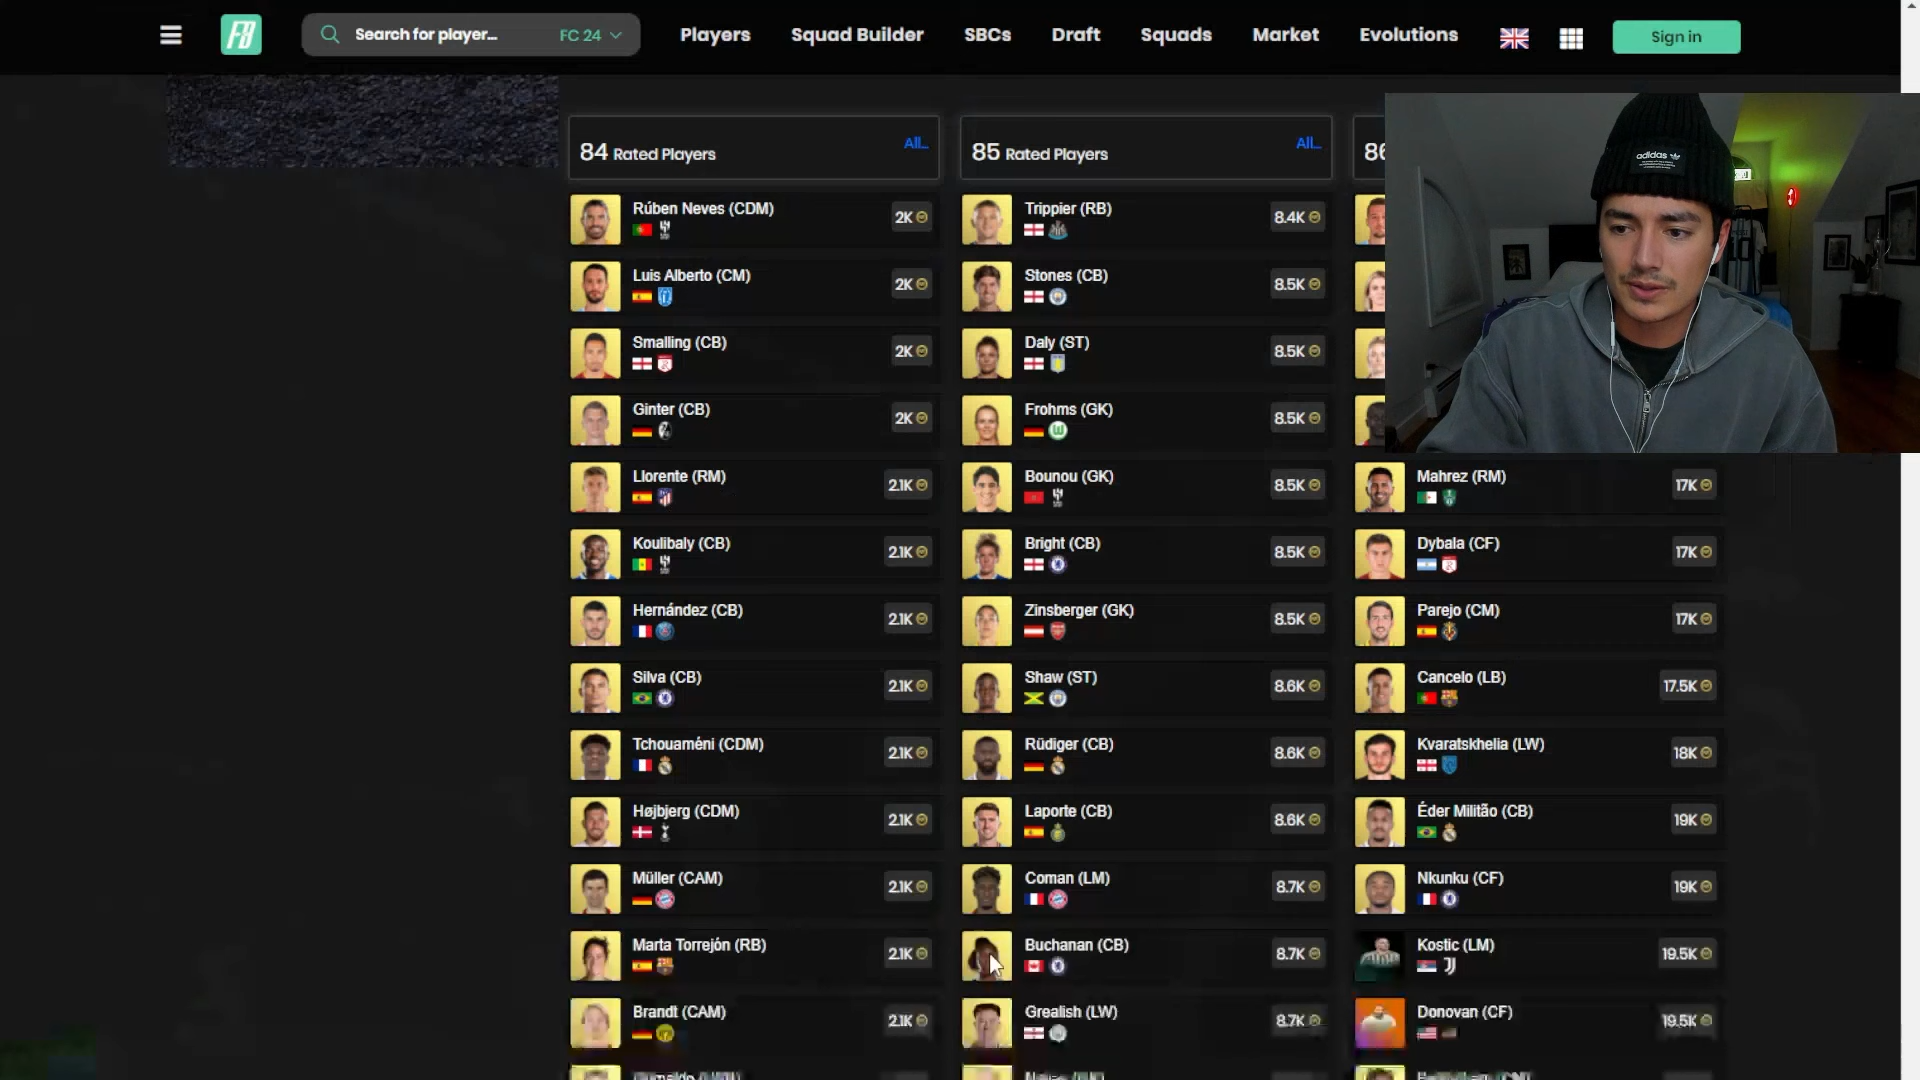 FB
Search for player...
FC 24
Players
Squad Builder
SBCs
Draft
Squads
Market
Evolutions
Sign in
adidas
84 Rated Players
All...
Rúben Neves (CDM)
2K
Luis Alberto (CM)
2K
Smalling (CB)
2K
Ginter (CB)
2K
Llorente (RM)
2.1K
Koulibaly (CB)
2.1K
Hernández (CB)
2.1K
Silva (CB)
2.1K
Tchouaméni (CDM)
2.1K
Højbjerg (CDM)
2.1K
Müller (CAM)
2.1K
Marta Torrejón (RB)
2.1K
Brandt (CAM)
2.1K
85 Rated Players
All...
Trippier (RB)
8.4K
Stones (CB)
8.5K
Daly (ST)
8.5K
Frohms (GK)
8.5K
Bounou (GK)
8.5K
Bright (CB)
8.5K
Zinsberger (GK)
8.5K
Shaw (ST)
8.6K
Rüdiger (CB)
8.6K
Laporte (CB)
8.6K
Coman (LM)
8.7K
Buchanan (CB)
8.7K
Grealish (LW)
8.7K
86
Mahrez (RM)
17K
Dybala (CF)
17K
Parejo (CM)
17K
Cancelo (LB)
17.5K
Kvaratskhelia (LW)
18K
Éder Militão (CB)
19K
Nkunku (CF)
19K
Kostic (LM)
19.5K
Donovan (CF)
19.5K